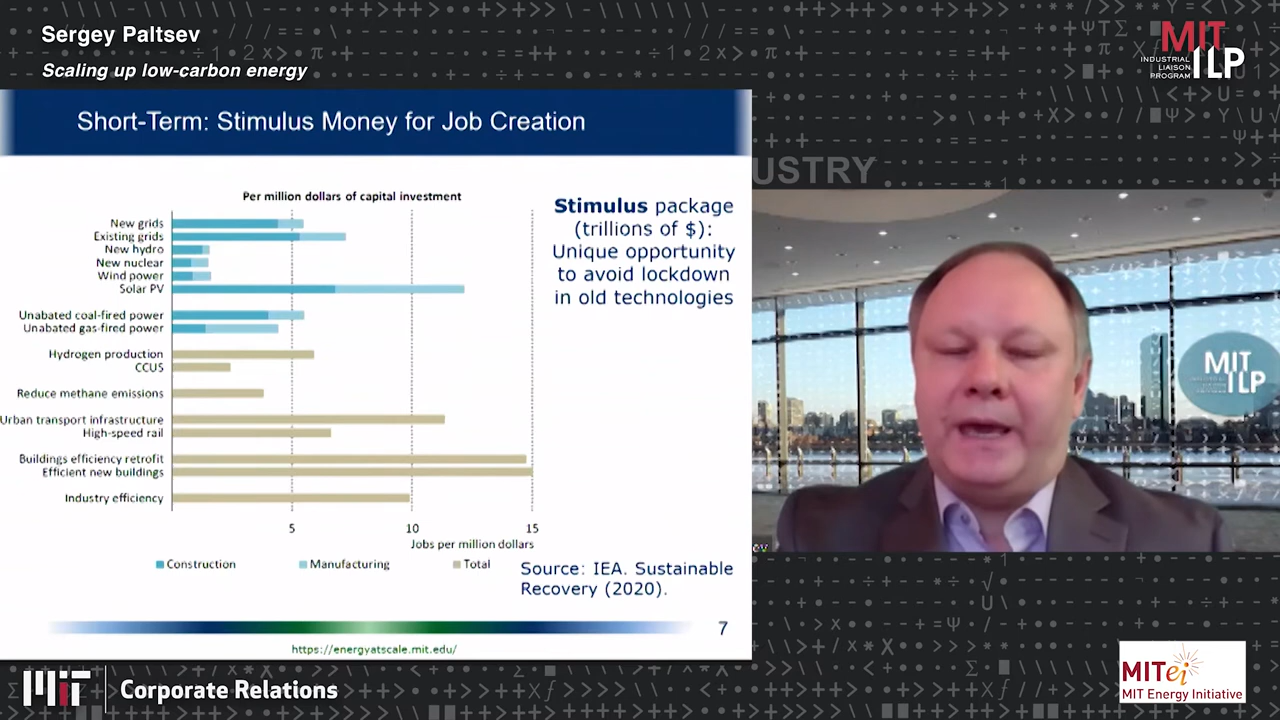 Sergey Paltsev
Scaling up low-carbon energy
MIT
INDUSTRIAL
LIAISON
PROGRAM
ILP
USTRY
Short-Term: Stimulus Money for Job Creation
Per million dollars of capital investment
New grids
Existing grids
New hydro
New nuclear
Wind power
Solar PV
Unabated coal-fired power
Unabated gas-fired power
Hydrogen production
CCUS
Reduce methane emissions
Urban transport infrastructure
High-speed rail
Buildings efficiency retrofit
Efficient new buildings
Industry efficiency
5 10 15
Jobs per million dollars
Construction Manufacturing Total
Stimulus package
(trillions of $):
Unique opportunity
to avoid lockdown
in old technologies
Source: IEA. Sustainable
Recovery (2020).
7
https://energyatscale.mit.edu/
MIT
ILP
MIT
Corporate Relations
MITei
MIT Energy Initiative